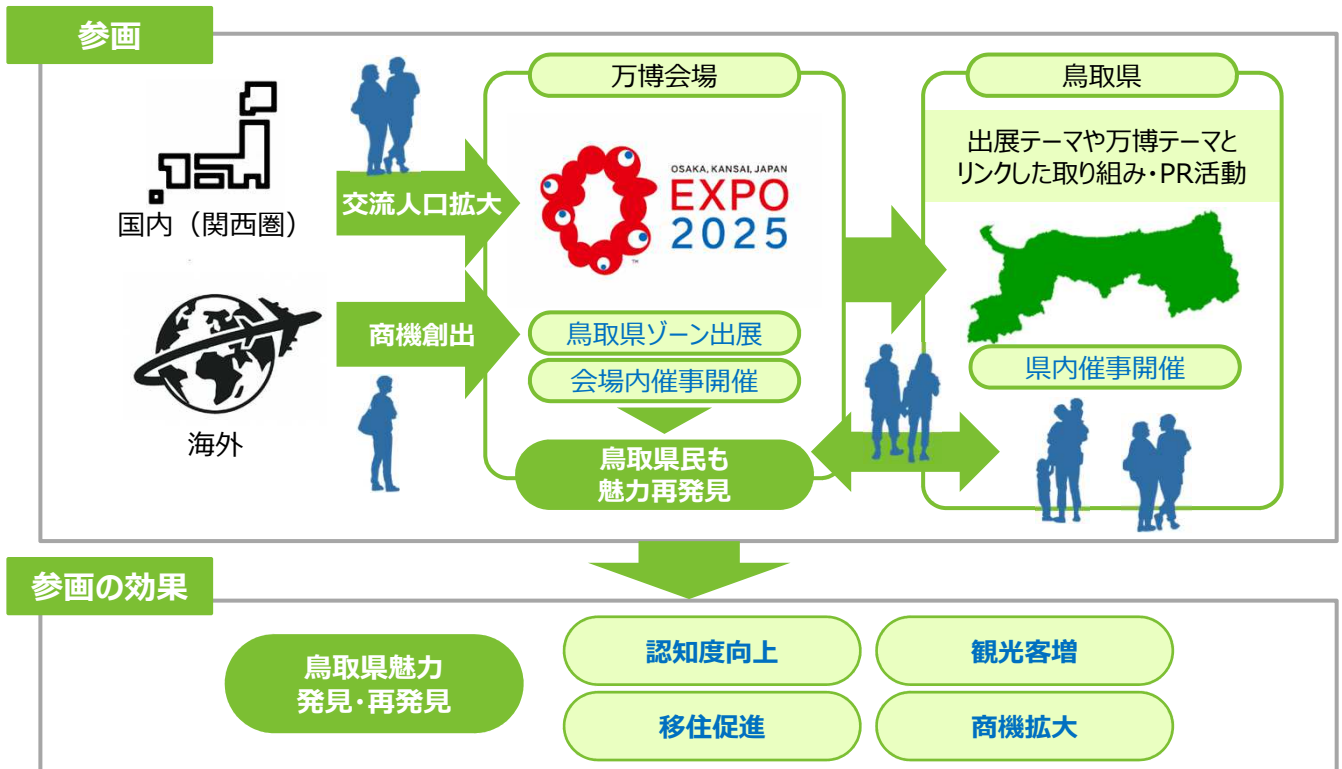 参画
国内（関西圏）
海外
交流人口拡大
商機創出
万博会場
OSAKA, KANSAI, JAPAN
EXPO
2025
TM
鳥取県ゾーン出展
会場内催事開催
鳥取県民も
魅力再発見
鳥取県
出展テーマや万博テーマと
リンクした取り組み・PR活動
県内催事開催
参画の効果
鳥取県魅力
発見・再発見
認知度向上
観光客増
移住促進
商機拡大